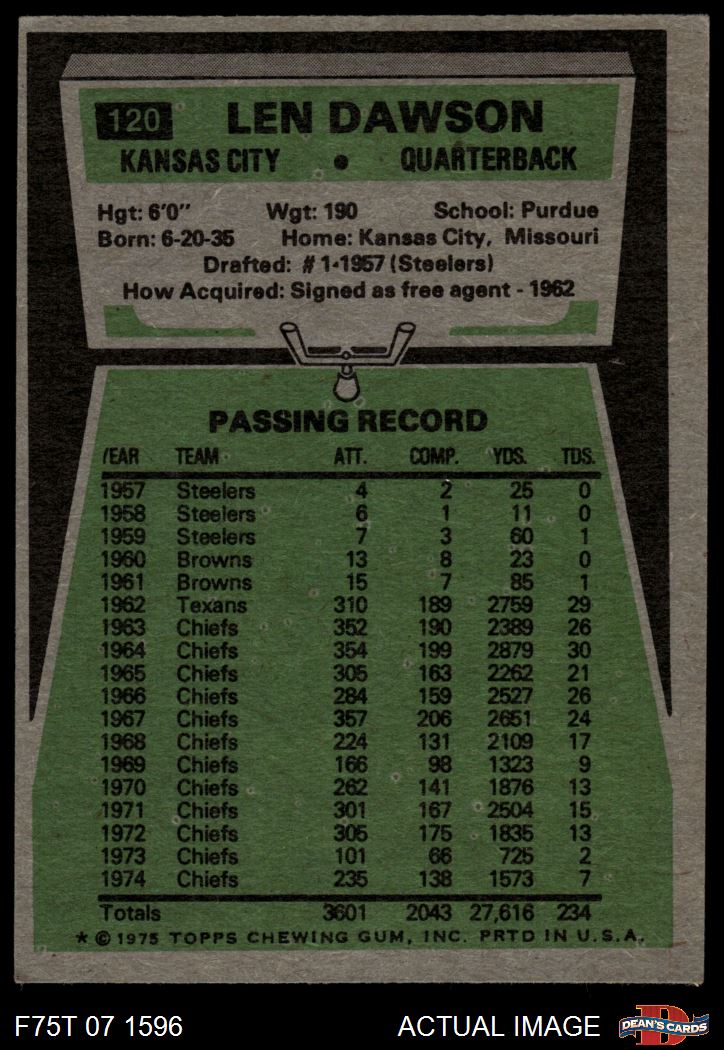 120 LEN DAWSON
KANSAS CITY • QUARTERBACK
Hgt: 6'0" Wgt: 190 School: Purdue
Born: 6-20-35 Home: Kansas City, Missouri
Drafted: #1-1957 (Steelers)
How Acquired: Signed as free agent - 1962
PASSING RECORD
YEAR TEAM ATT. COMP. YDS. TDS.
1957 Steelers 4 2 25 0
1958 Steelers 6 1 11 0
1959 Steelers 7 3 60 1
1960 Browns 13 8 23 0
1961 Browns 15 7 85 1
1962 Texans 310 189 2759 29
1963 Chiefs 352 190 2389 26
1964 Chiefs 354 199 2879 30
1965 Chiefs 305 163 2262 21
1966 Chiefs 284 159 2527 26
1967 Chiefs 357 206 2651 24
1968 Chiefs 224 131 2109 17
1969 Chiefs 166 98 1323 9
1970 Chiefs 262 141 1876 13
1971 Chiefs 301 167 2504 15
1972 Chiefs 305 175 1835 13
1973 Chiefs 101 66 725 2
1974 Chiefs 235 138 1573 7
Totals 3601 2043 27,616 234
* © 1975 TOPPS CHEWING GUM, INC. PRTD IN U.S.A.
F75T 07 1596 ACTUAL IMAGE D DEAN'S CARDS